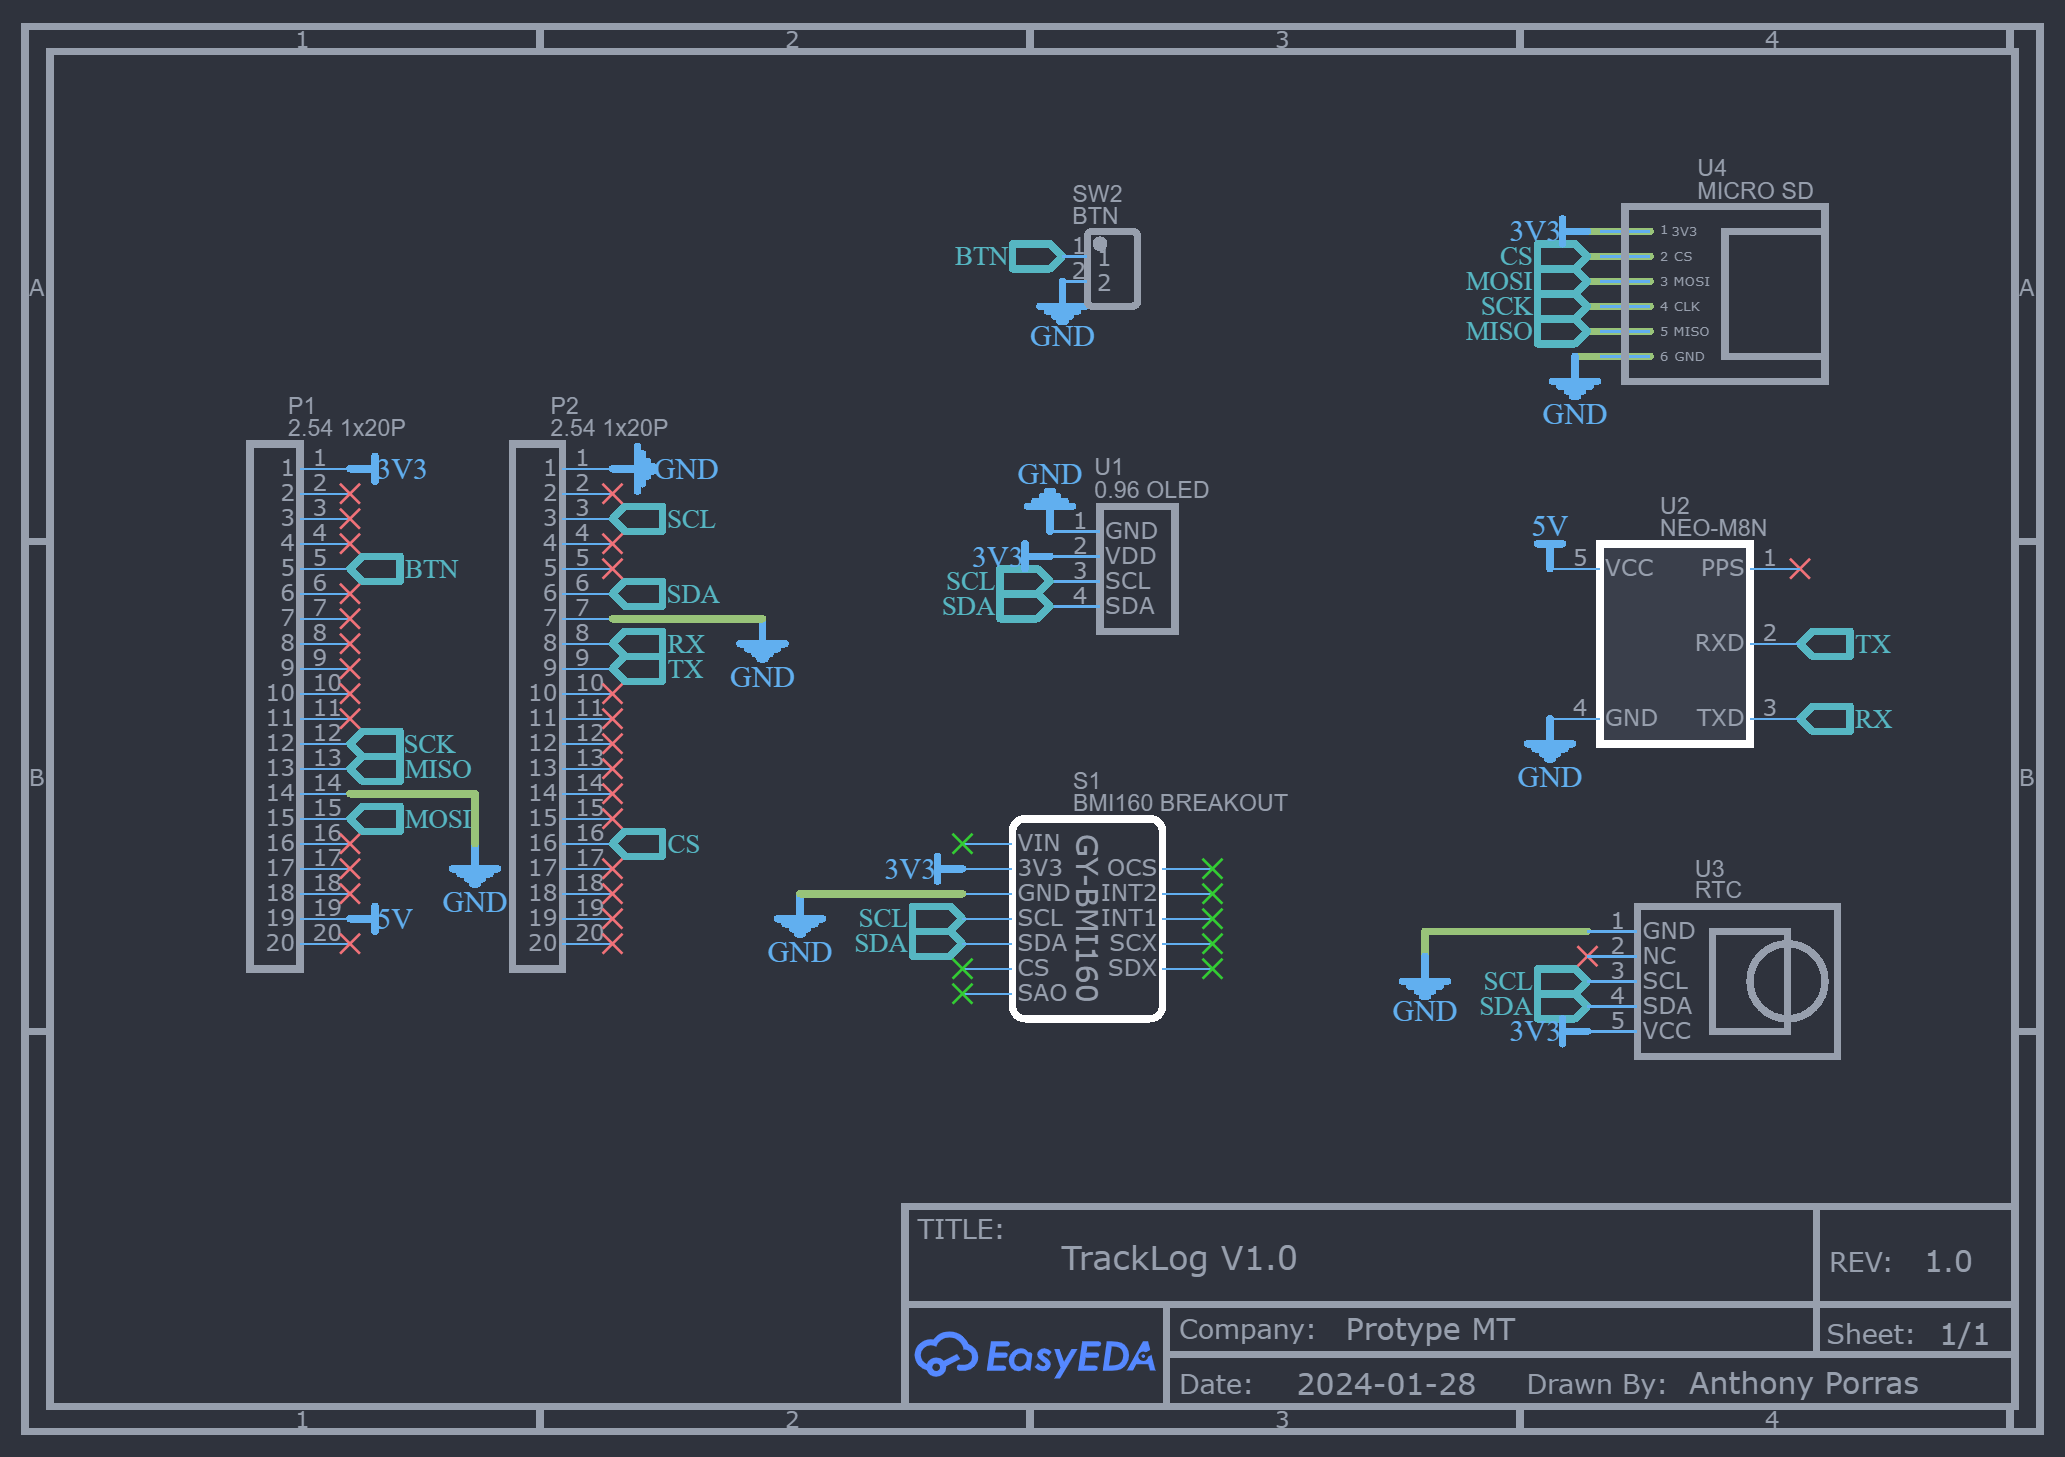 1 2 3 4
A A
B B
SW2
BTN
BTN
1
1
2
2
GND
U4
MICRO SD
3V3 1 3V3
CS 2 CS
MOSI 3 MOSI
SCK 4 CLK
MISO 5 MISO
6 GND
GND
P1
2.54 1x20P
1 1 3V3
2 2
3 3
4 4
5 5 BTN
6 6
7 7
8 8
9 9
10 10
11 11
12 12 SCK
13 13 MISO
14 14
15 15 MOSI
16 16
17 17
18 18
GND
19 19 5V
20 20
P2
2.54 1x20P
1 1 GND
2 2
3 3 SCL
4 4
5 5
6 6 SDA
7 7
8 8 RX
9 9 TX
GND
10 10
11 11
12 12
13 13
14 14
15 15
16 16 CS
17 17
18 18
19 19
20 20
U1
0.96 OLED
GND
1 GND
3V3 2 VDD
SCL 3 SCL
SDA 4 SDA
U2
NEO-M8N
5V
5 VCC PPS 1
RXD 2 TX
4 GND TXD 3 RX
GND
S1
BMI160 BREAKOUT
GY-BMI160
VIN
3V3 3V3 OCS
GND INT2
SCL SCL INT1
SDA SDA SCX
GND
CS SDX
SAO
U3
RTC
1 GND
2 NC
SCL 3 SCL
SDA 4 SDA
3V3 5 VCC
GND
TITLE:
TrackLog V1.0
REV: 1.0
EasyEDA
Company: Protype MT
Sheet: 1/1
Date: 2024-01-28 Drawn By: Anthony Porras
1 2 3 4